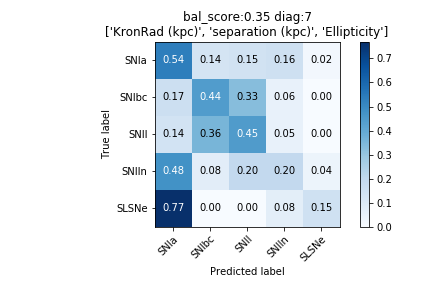 bal_score:0.35 diag:7
['KronRad (kpc)', 'separation (kpc)', 'Ellipticity']
True label
SNIa 0.54 0.14 0.15 0.16 0.02
SNIbc 0.17 0.44 0.33 0.06 0.00
SNII 0.14 0.36 0.45 0.05 0.00
SNIIn 0.48 0.08 0.20 0.20 0.04
SLSNe 0.77 0.00 0.00 0.08 0.15
SNIa SNIbc SNII SNIIn SLSNe
Predicted label
0.7
0.6
0.5
0.4
0.3
0.2
0.1
0.0